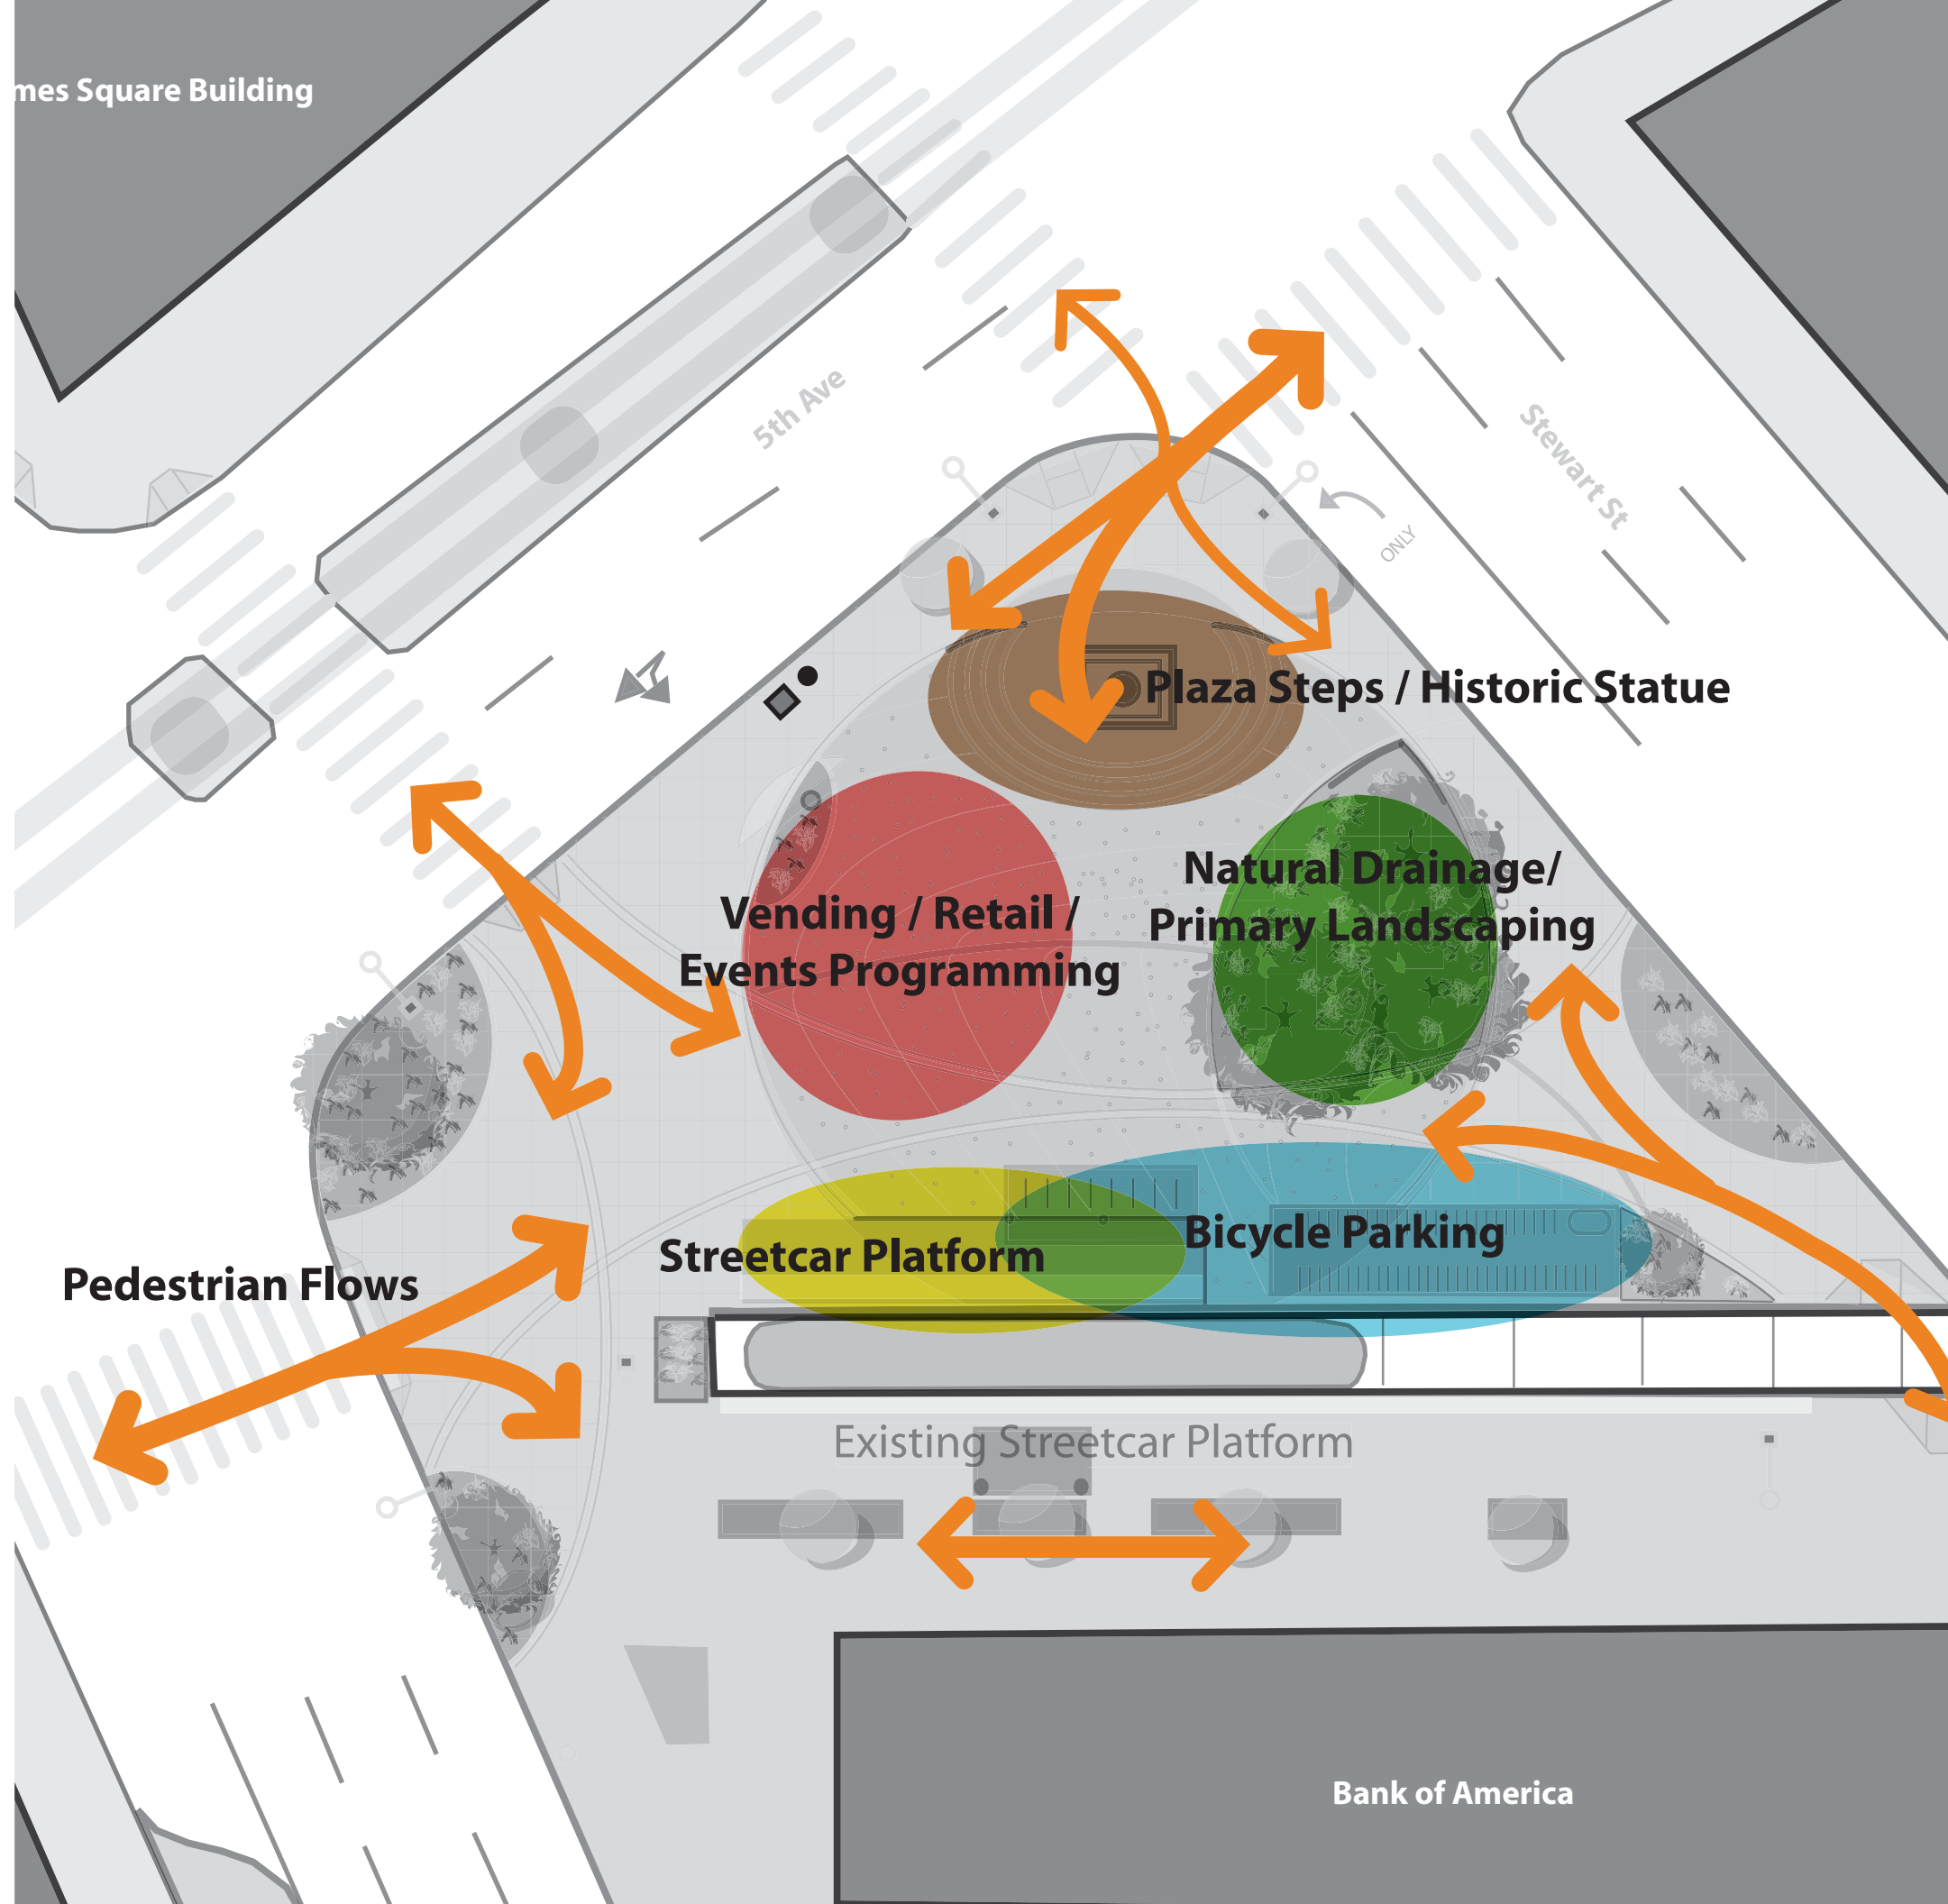 mes Square Building
5th Ave
Stewart St
ONLY
Plaza Steps / Historic Statue
Natural Drainage/
Primary Landscaping
Vending / Retail /
Events Programming
Bicycle Parking
Streetcar Platform
Pedestrian Flows
Existing Streetcar Platform
Bank of America